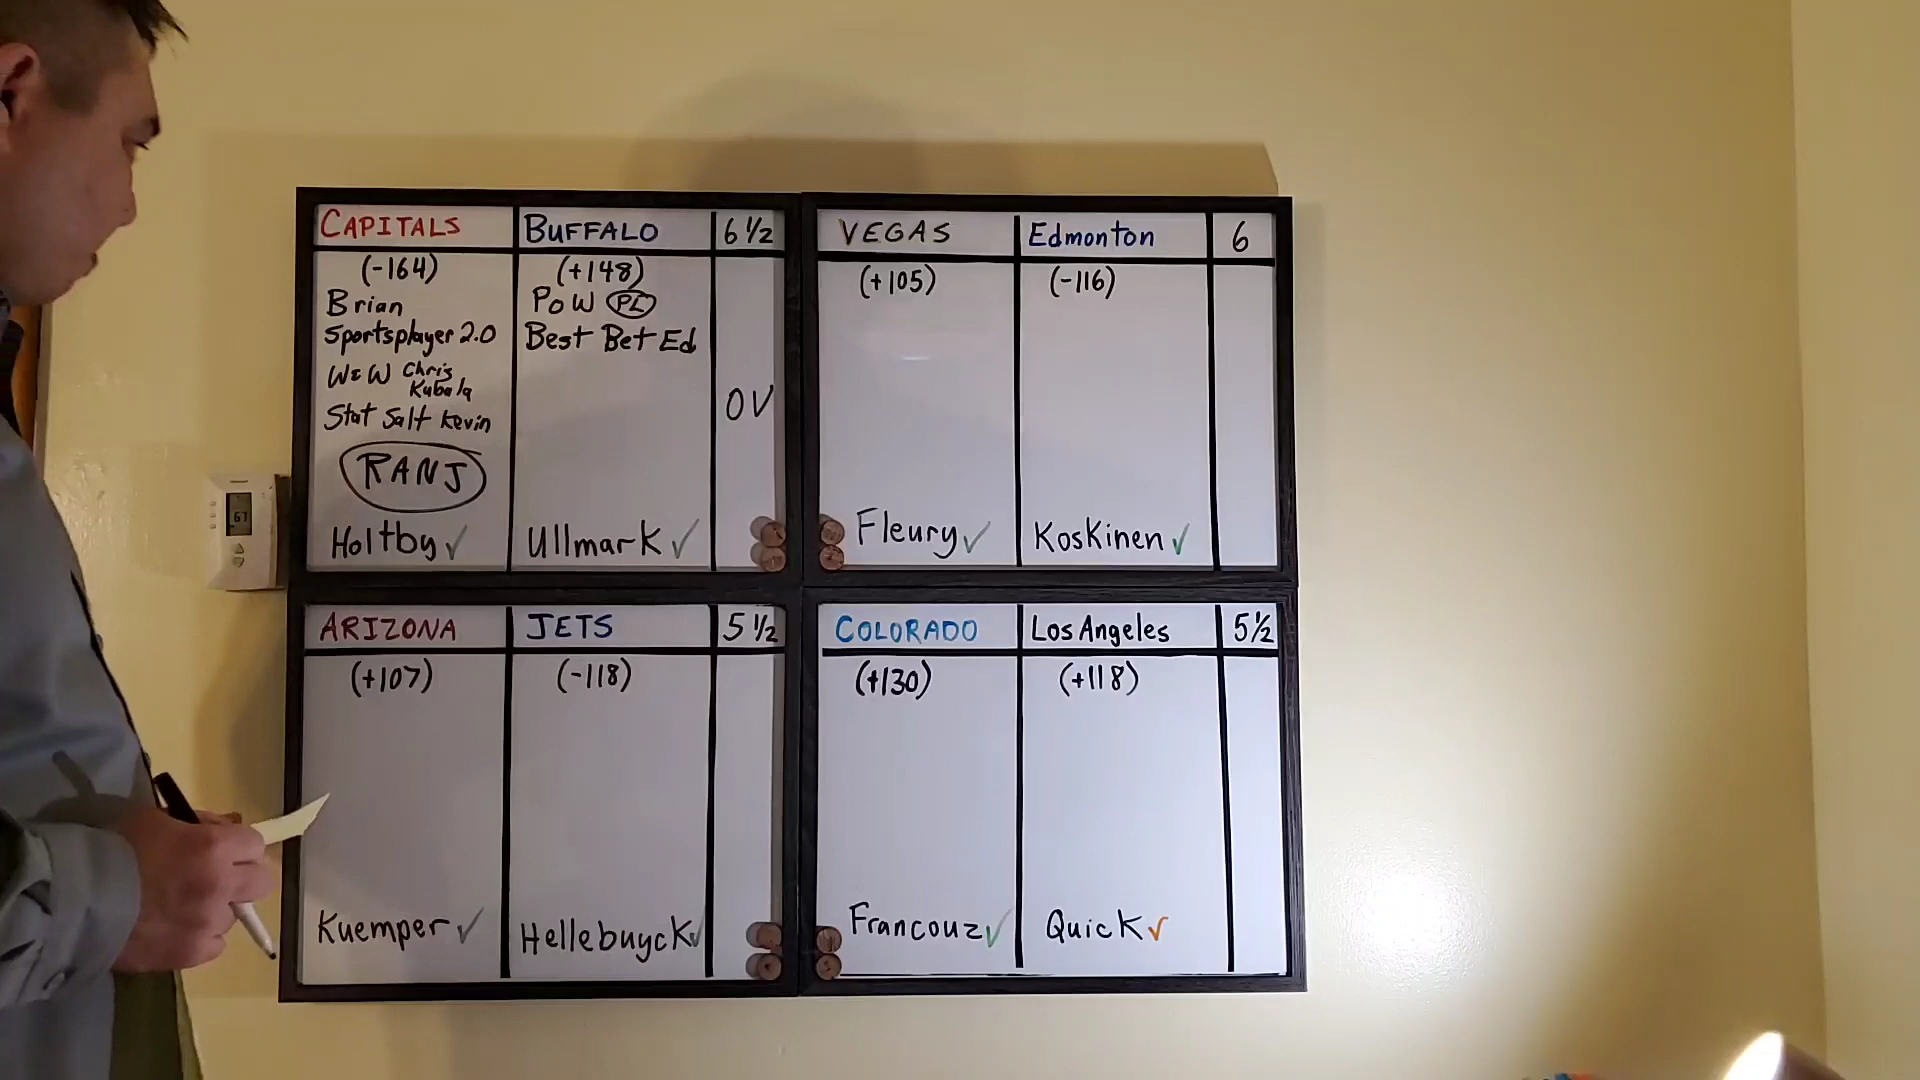 CAPITALS BUFFALO 6 1/2
(-164) (+148)
Brian PoW PL
Sportsplayer 2.0 Best Bet Ed
W&W Chris
Kubala
OV
Stat Salt Kevin
RANJ
Holtby ✓ Ullmark ✓
VEGAS Edmonton 6
(+105) (-116)
Fleury ✓ Koskinen ✓
67
ARIZONA JETS 5 1/2
(+107) (-118)
Kuemper ✓ Hellebuyck ✓
COLORADO Los Angeles 5 1/2
(+130) (+118)
Francouz ✓ Quick ✓